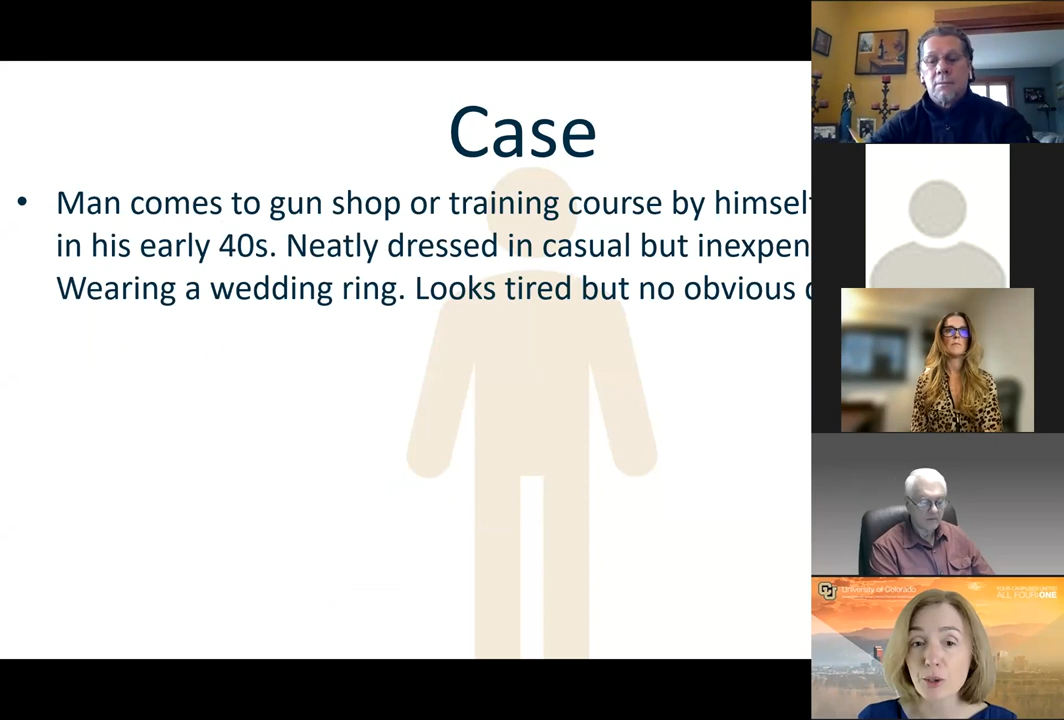 Case
• Man comes to gun shop or training course by himself
in his early 40s. Neatly dressed in casual but inexpen
Wearing a wedding ring. Looks tired but no obvious
University of Colorado
ALL FOUR:ONE